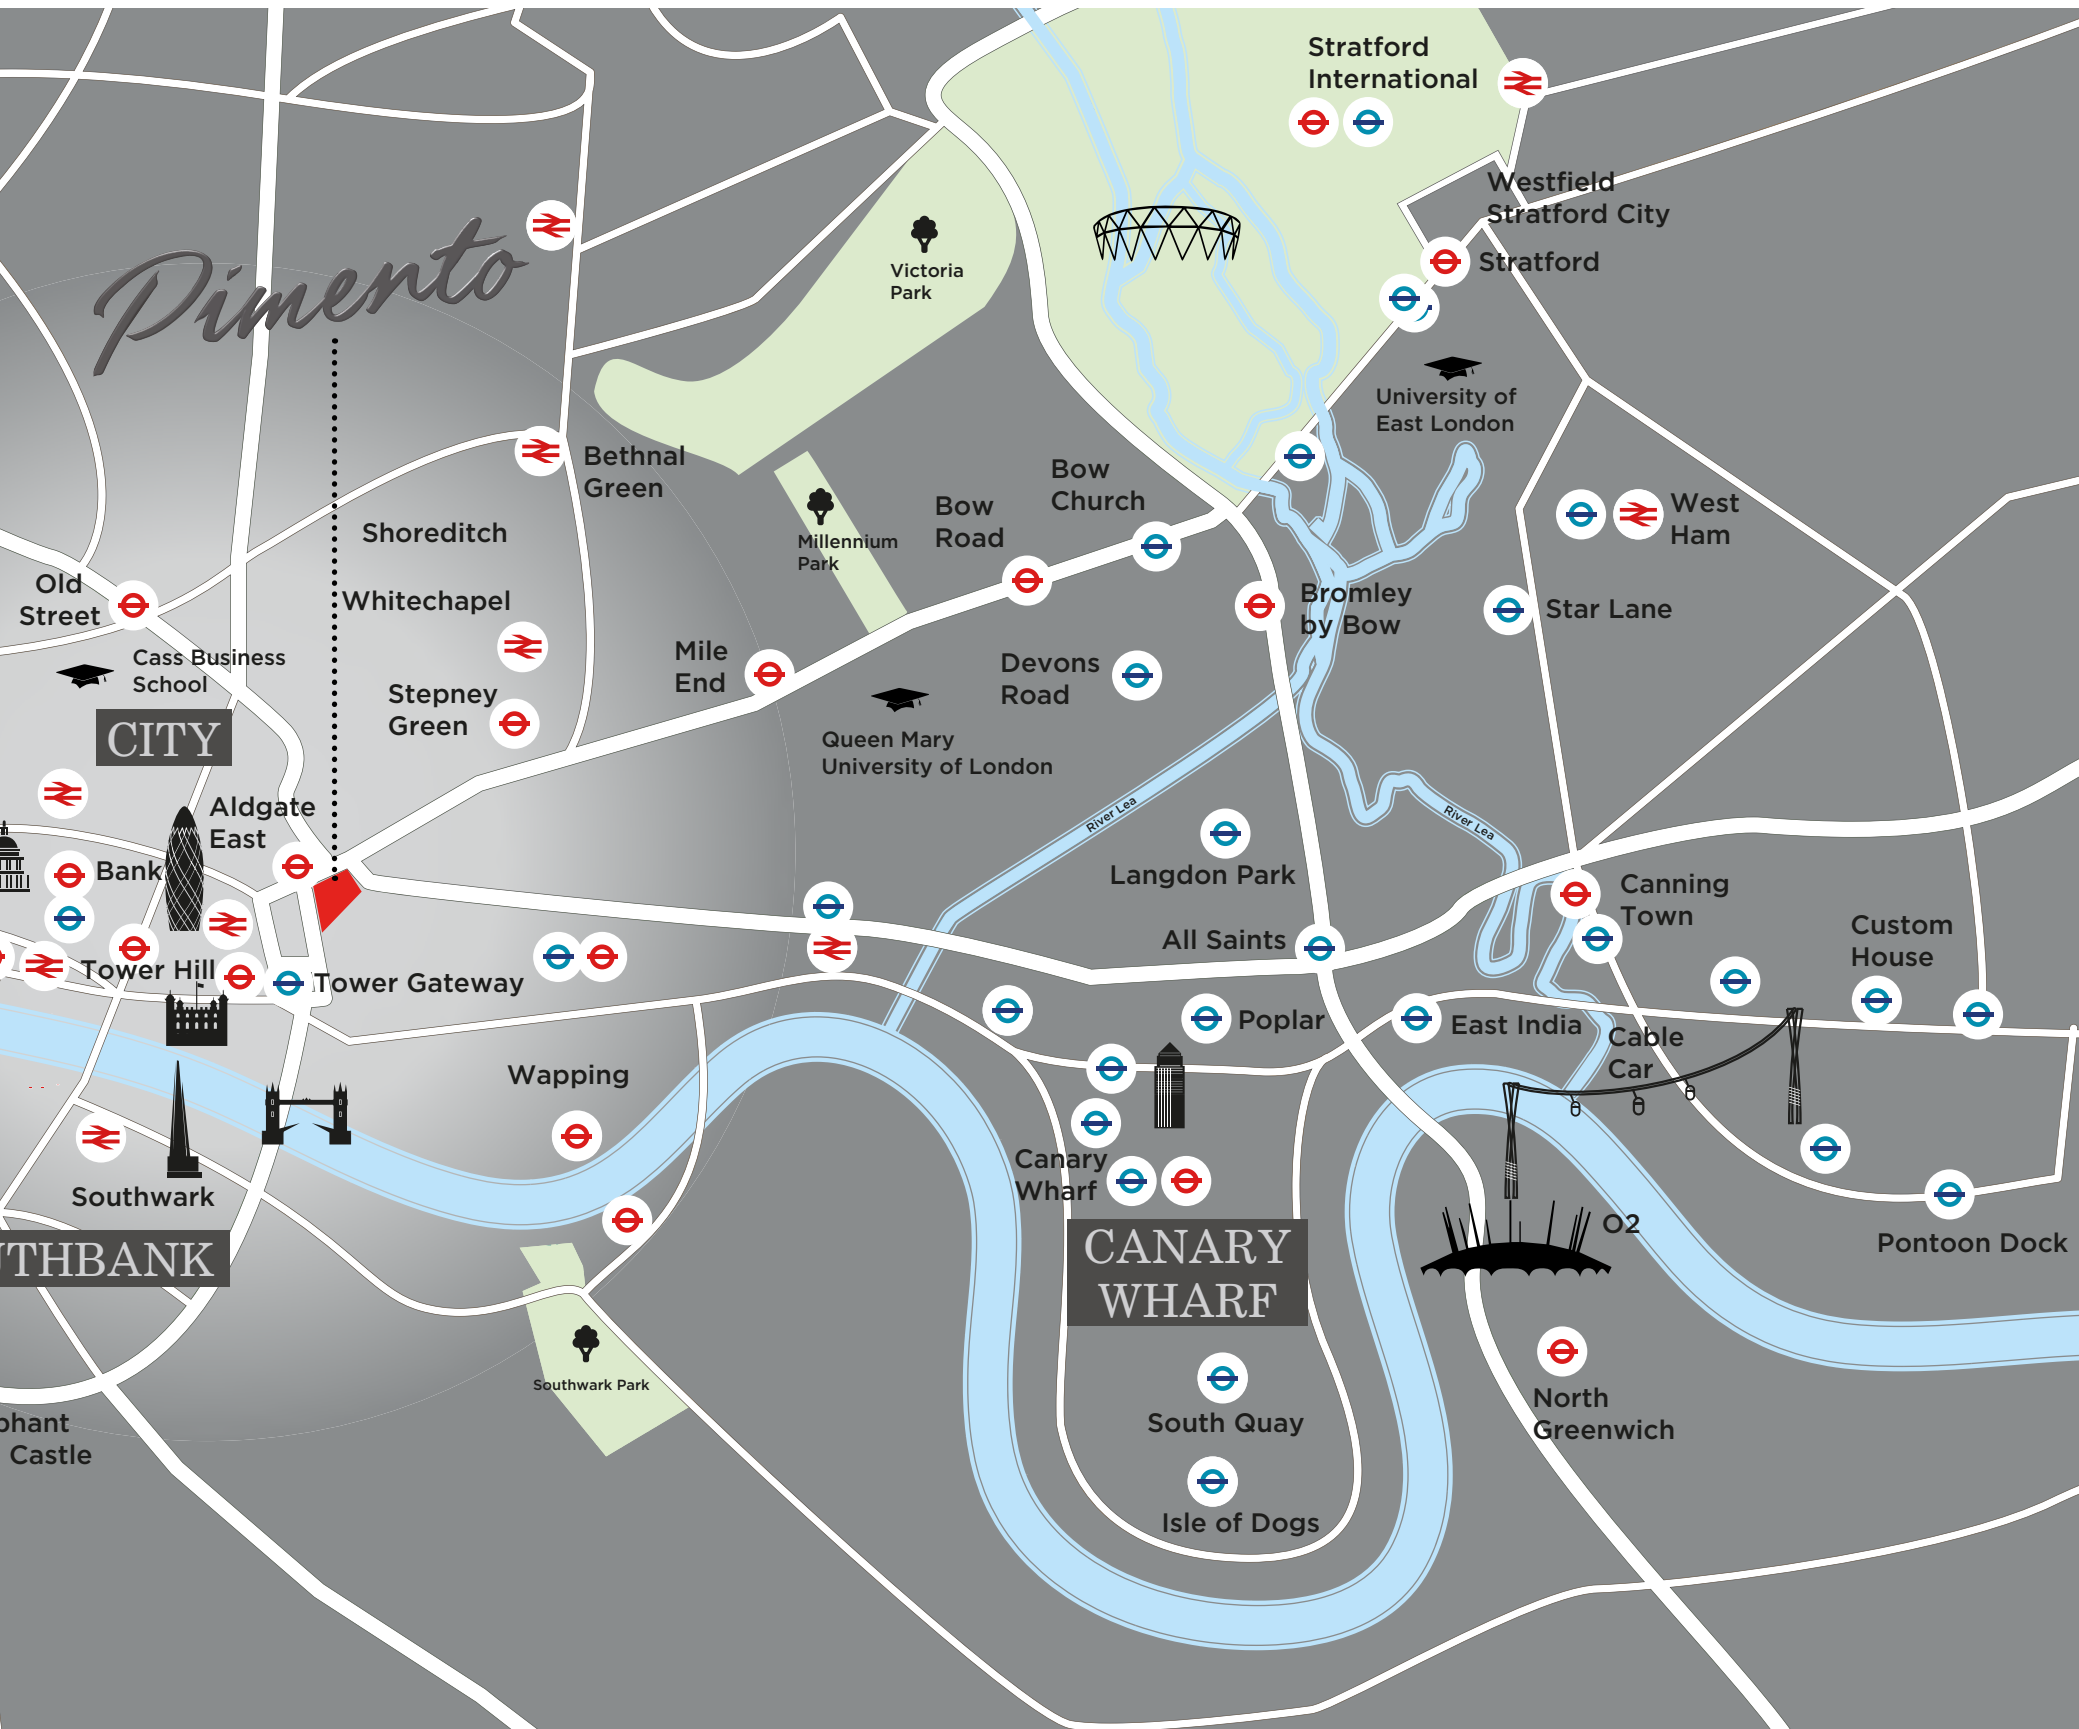 Stratford
International
Westfield
Stratford City
Stratford
Pimento
Victoria
Park
University of
East London
Bethnal
Green
Bow
Church
Bow
Road
West
Ham
Shoreditch
Millennium
Park
Old
Street
Whitechapel
Bromley
by Bow
Star Lane
Cass Business
School
Mile
End
Devons
Road
Stepney
Green
CITY
Queen Mary
University of London
Aldgate
East
River Lea
River Lea
Bank
Langdon Park
Canning
Town
All Saints
Custom
House
Tower Hill
Tower Gateway
Poplar
East India
Cable
Car
Wapping
Canary
Wharf
Southwark
O2
UTHBANK
CANARY
WHARF
Pontoon Dock
Southwark Park
North
Greenwich
South Quay
phant
Castle
Isle of Dogs